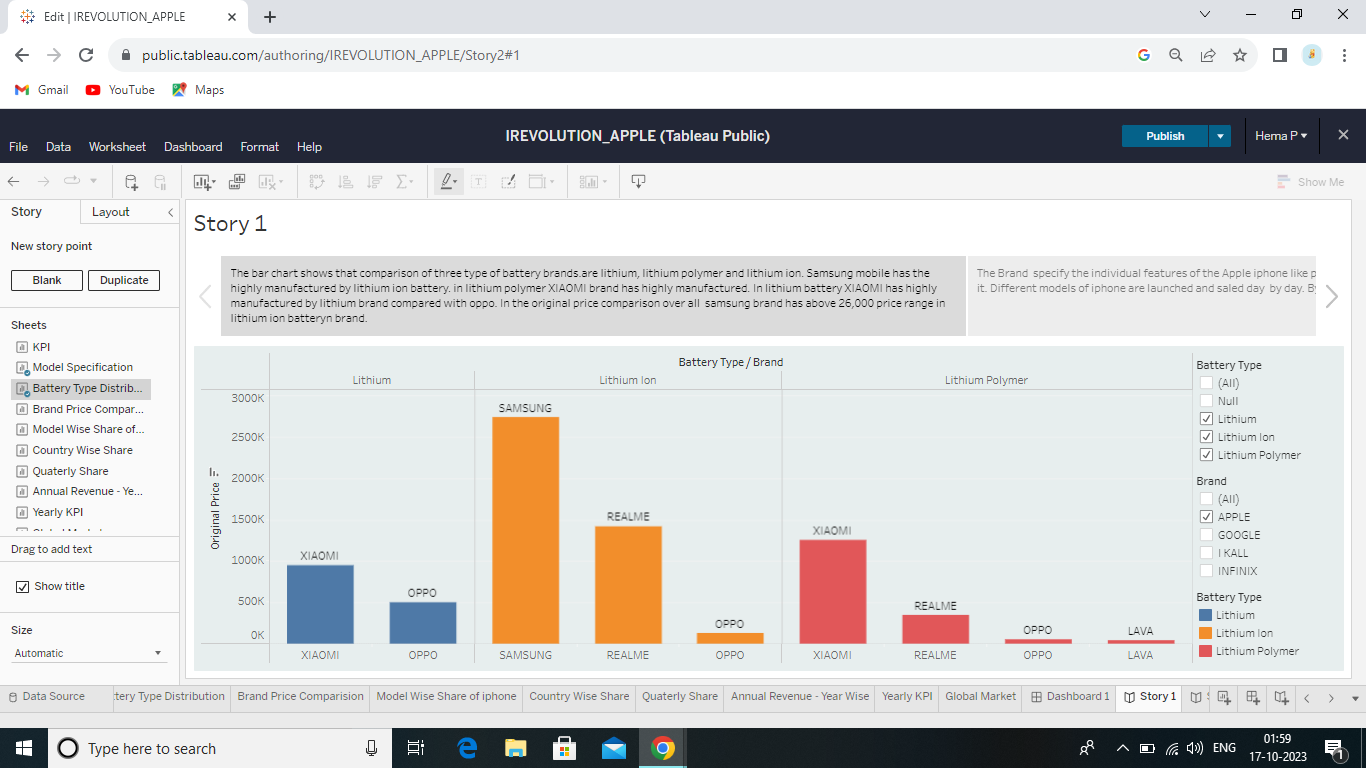 Edit | IREVOLUTION_APPLE
public.tableau.com/authoring/IREVOLUTION_APPLE/Story2#1
Gmail YouTube Maps
IREVOLUTION_APPLE (Tableau Public)
Publish
Hema P
File Data Worksheet Dashboard Format Help
Show Me
Story Layout
New story point
Blank Duplicate
Sheets
KPI
Model Specification
Battery Type Distrib...
Brand Price Compar...
Model Wise Share of...
Country Wise Share
Quaterly Share
Annual Revenue - Ye...
Yearly KPI
Drag to add text
Show title
Size
Automatic
Story 1
The bar chart shows that comparison of three type of battery brands.are lithium, lithium polymer and lithium ion. Samsung mobile has the
highly manufactured by lithium ion battery. in lithium polymer XIAOMI brand has highly manufactured. In lithium battery XIAOMI has highly
manufactured by lithium brand compared with oppo. In the original price comparison over all samsung brand has above 26,000 price range in
lithium ion batteryn brand.
The Brand specify the individual features of the Apple iphone like p
it. Different models of iphone are launched and saled day by day. By
Battery Type / Brand
Lithium Lithium Ion Lithium Polymer
Original Price
3000K
2500K
2000K
1500K
1000K
500K
0K
XIAOMI
OPPO
SAMSUNG
REALME
OPPO
XIAOMI
REALME
OPPO
LAVA
XIAOMI OPPO SAMSUNG REALME OPPO XIAOMI REALME OPPO LAVA
Battery Type
(All)
Null
Lithium
Lithium Ion
Lithium Polymer
Brand
(All)
APPLE
GOOGLE
I KALL
INFINIX
Battery Type
Lithium
Lithium Ion
Lithium Polymer
Data Source ttery Type Distribution Brand Price Comparision Model Wise Share of iphone Country Wise Share Quaterly Share Annual Revenue - Year Wise Yearly KPI Global Market Dashboard 1 Story 1
Type here to search
ENG
01:59
17-10-2023
1